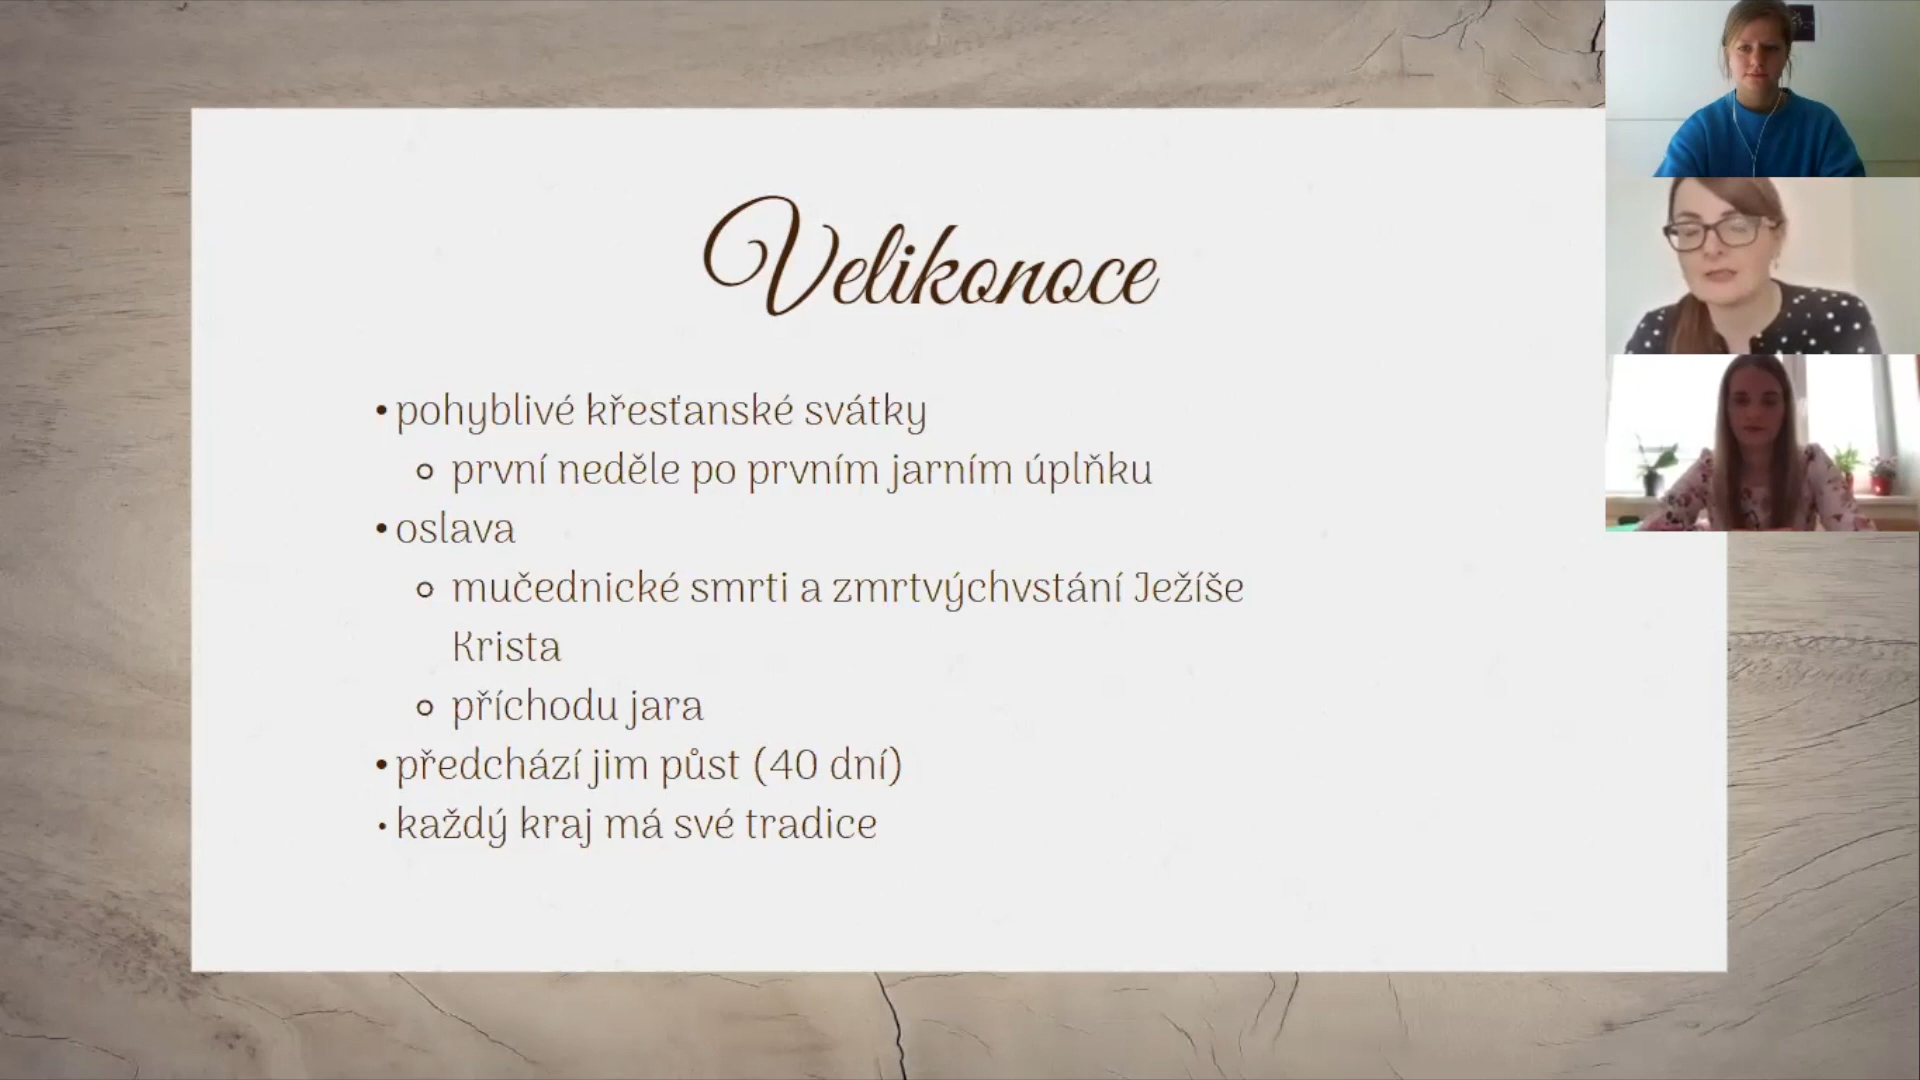 Velikonoce
• pohyblivé křesťanské svátky
○ první neděle po prvním jarním úplňku
• oslava
○ mučednické smrti a zmrtvýchvstání Ježíše
Krista
○ příchodu jara
• předchází jim půst (40 dní)
• každý kraj má své tradice